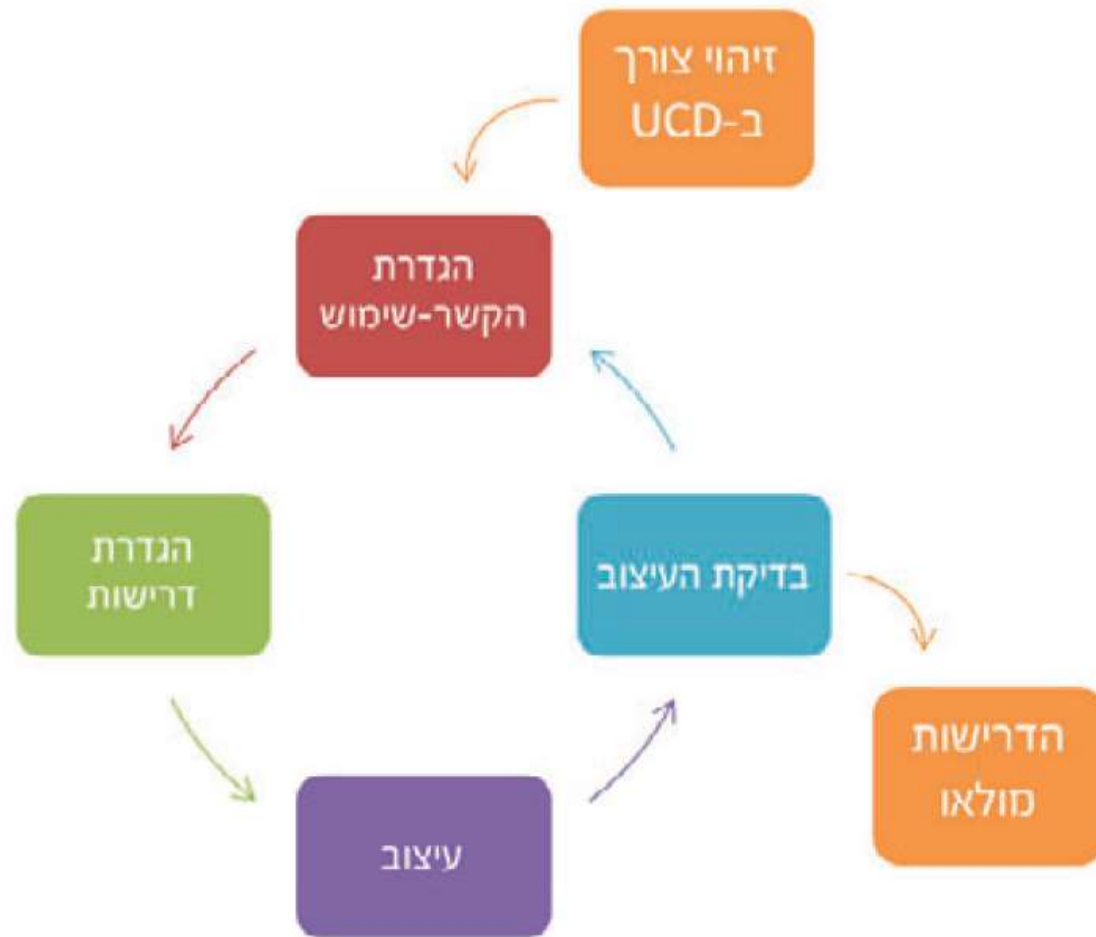 זיהוי צורך
ב-UCD
הגדרת
הקשר-שימוש
הגדרת
דרישות
בדיקת העיצוב
הדרישות
מולאו
עיצוב